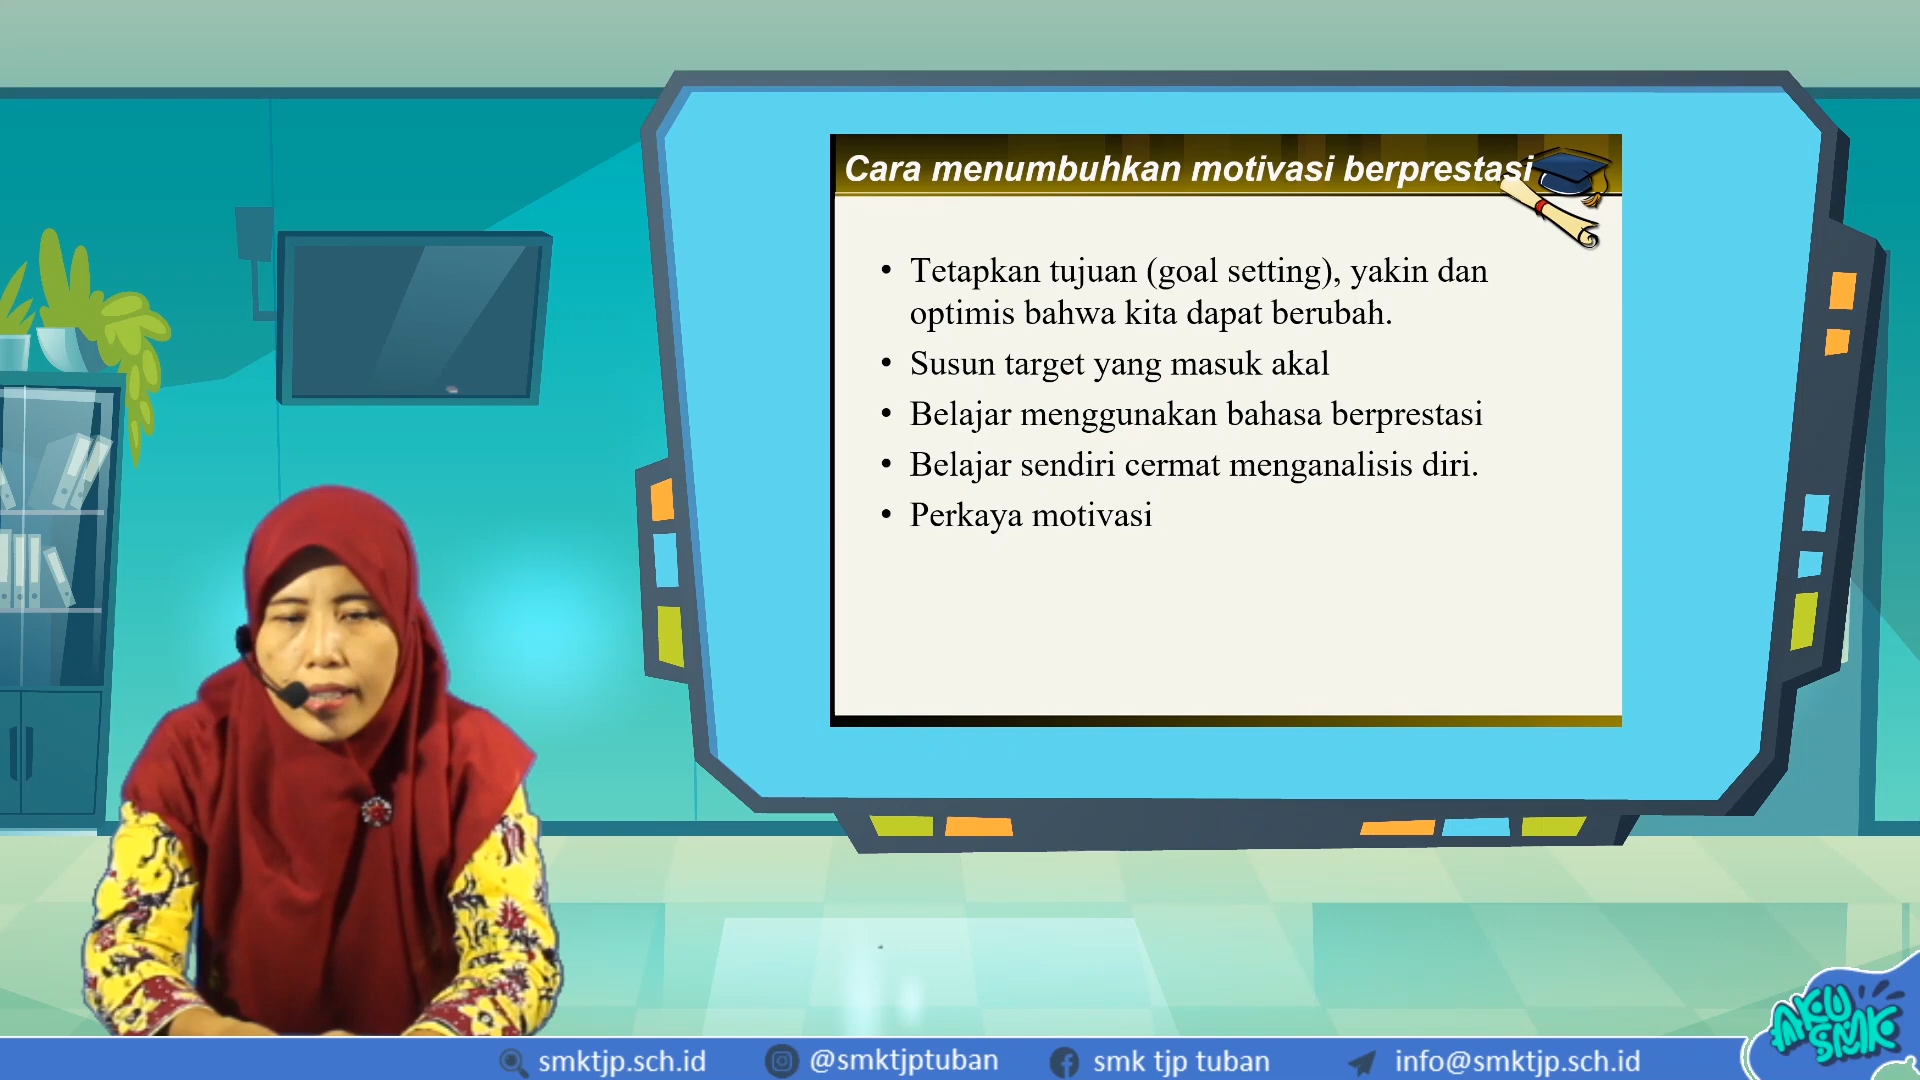 Cara menumbuhkan motivasi berprestasi
• Tetapkan tujuan (goal setting), yakin dan
optimis bahwa kita dapat berubah.
• Susun target yang masuk akal
• Belajar menggunakan bahasa berprestasi
• Belajar sendiri cermat menganalisis diri.
• Perkaya motivasi
smktjp.sch.id @smktjptuban smk tjp tuban info@smktjp.sch.id
AKU
SMK